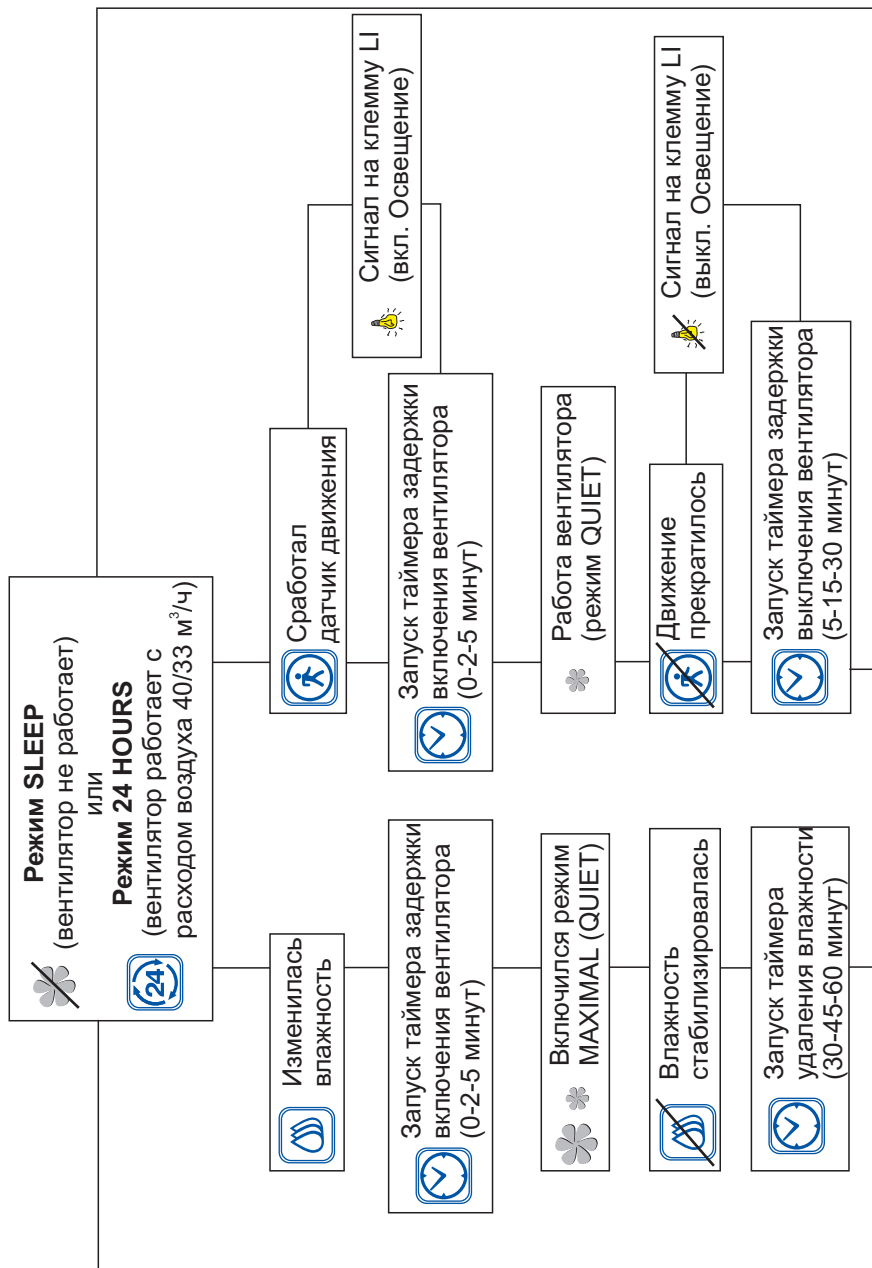 Режим SLEEP
(вентилятор не работает)
или
Режим 24 HOURS
(вентилятор работает с
расходом воздуха 40/33 м³/ч)
24
Изменилась
влажность
Запуск таймера задержки
включения вентилятора
(0-2-5 минут)
Включился режим
MAXIMAL (QUIET)
Влажность
стабилизировалась
Запуск таймера
удаления влажности
(30-45-60 минут)
Сработал
датчик движения
Сигнал на клемму LI
(вкл. Освещение)
Запуск таймера задержки
включения вентилятора
(0-2-5 минут)
Работа вентилятора
(режим QUIET)
Движение
прекратилось
Сигнал на клемму LI
(выкл. Освещение)
Запуск таймера задержки
выключения вентилятора
(5-15-30 минут)